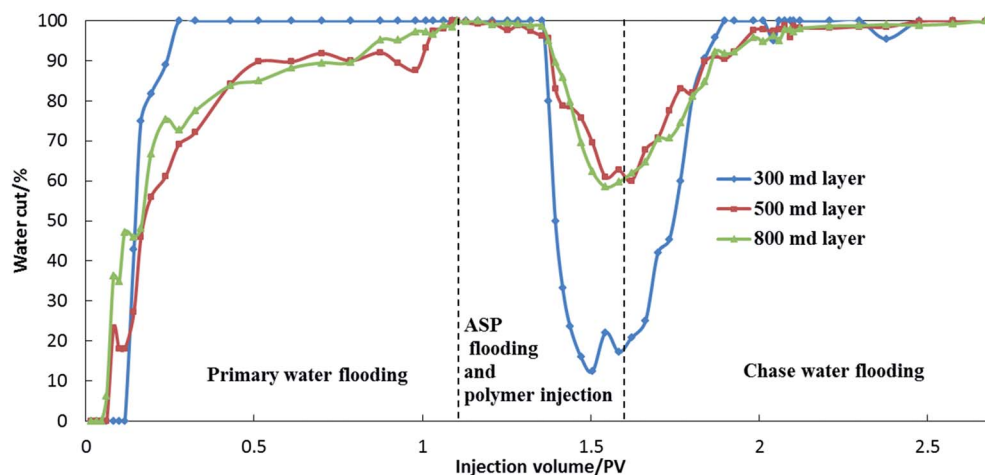 100
90
80
70
60
50
40
30
20
10
0
Water cut/%
0
0.5
1
1.5
2
2.5
Injection volume/PV
Primary water flooding
ASP
flooding
and
polymer injection
Chase water flooding
300 md layer
500 md layer
800 md layer